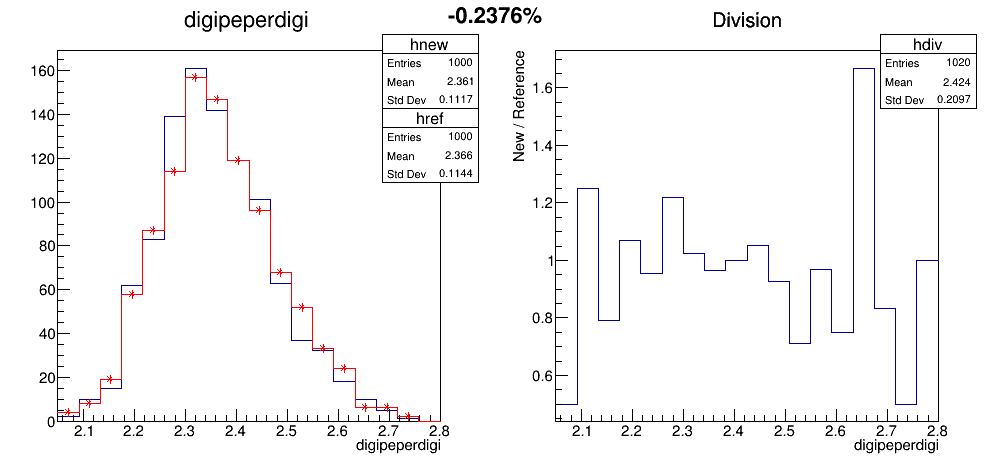 digipeperdigi
-0.2376%
Division
hnew
Entries 1000
Mean 2.361
Std Dev 0.1117
href
Entries 1000
Mean 2.366
Std Dev 0.1144
160
140
120
100
80
60
40
20
0
2.1 2.2 2.3 2.4 2.5 2.6 2.7 2.8
digipeperdigi
hdiv
Entries 1020
Mean 2.424
Std Dev 0.2097
New / Reference
1.6
1.4
1.2
1
0.8
0.6
2.1 2.2 2.3 2.4 2.5 2.6 2.7 2.8
digipeperdigi